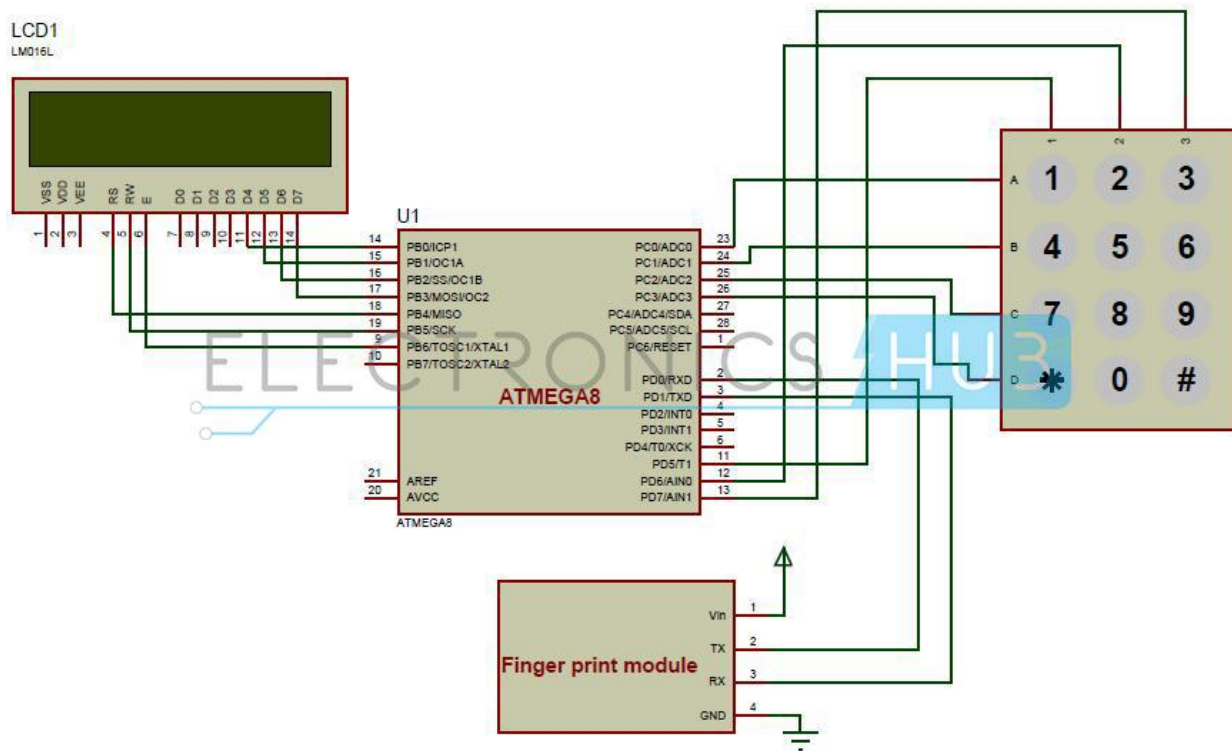 LCD1
LM016L
VSS VDD VEE RS RW E D0 D1 D2 D3 D4 D5 D6 D7
1 2 3 4 5 6 7 8 9 10 11 12 13 14
U1
14 PB0/ICP1 PC0/ADC0 23
15 PB1/OC1A PC1/ADC1 24
16 PB2/SS/OC1B PC2/ADC2 25
17 PB3/MOSI/OC2 PC3/ADC3 26
18 PB4/MISO PC4/ADC4/SDA 27
19 PB5/SCK PC5/ADC5/SCL 28
9 PB6/TOSC1/XTAL1 PC6/RESET 1
10 PB7/TOSC2/XTAL2
PD0/RXD 2
PD1/TXD 3
PD2/INT0 4
PD3/INT1 5
PD4/T0/XCK 6
PD5/T1 11
21 AREF PD6/AIN0 12
20 AVCC PD7/AIN1 13
ATMEGA8
ATMEGA8
ELECTRONICS HUB
1 2 3
A 1 2 3
B 4 5 6
C 7 8 9
D * 0 #
Finger print module
Vin 1
TX 2
RX 3
GND 4